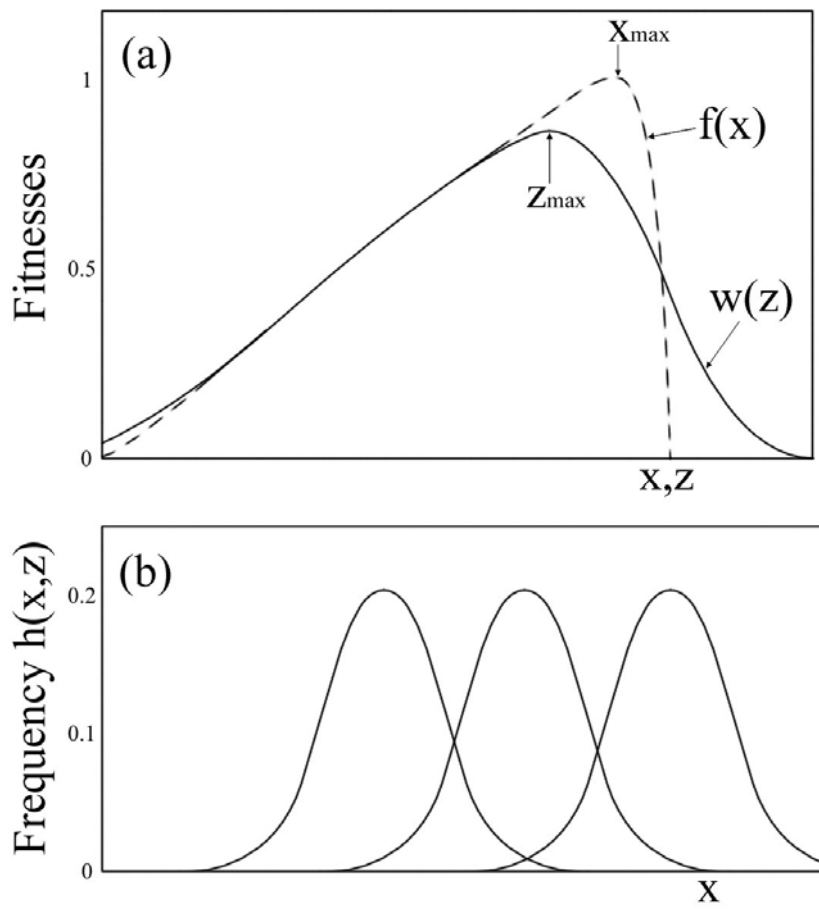 (a)
xmax
1
f(x)
zmax
Fitnesses
0.5
w(z)
0
x,z
(b)
Frequency h(x,z)
0.2
0.1
0
x